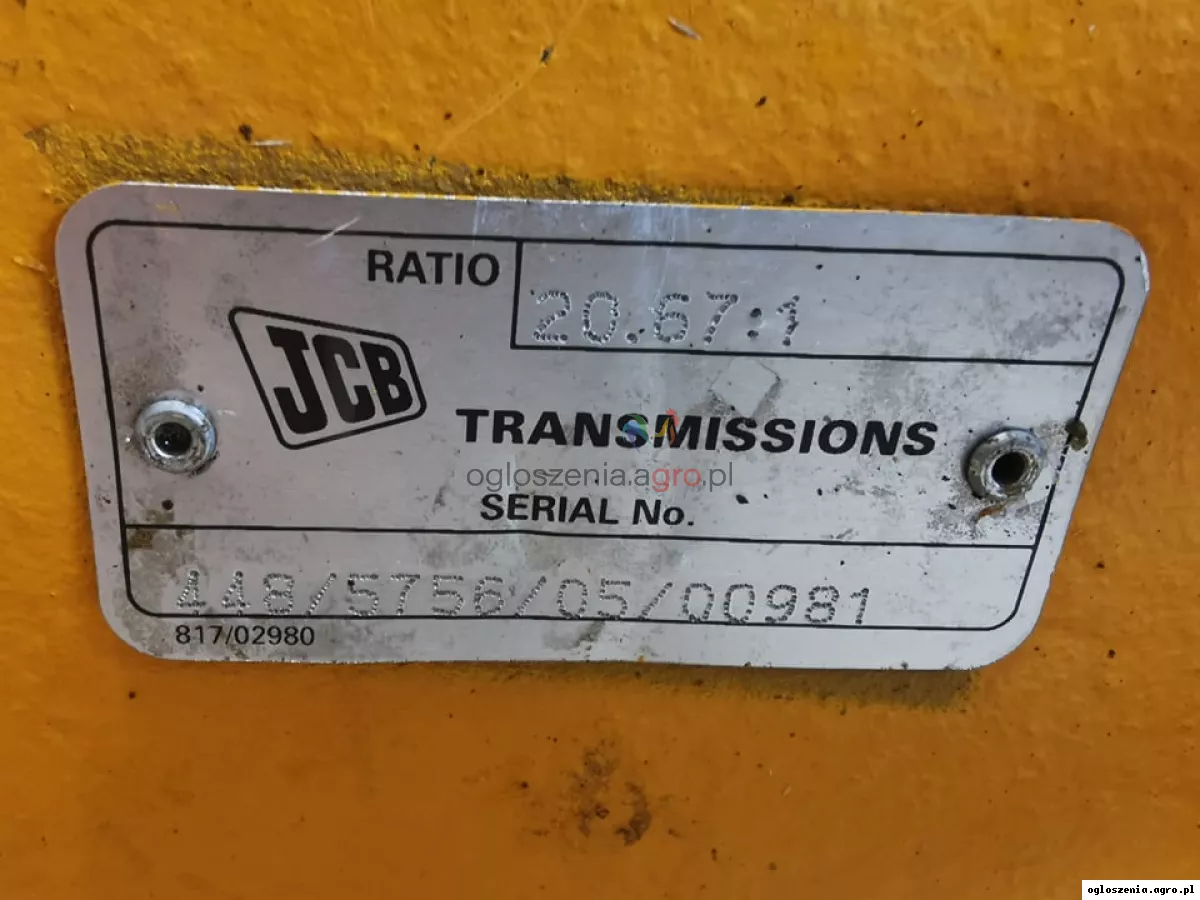 RATIO 20.67:1
JCB
TRANSMISSIONS
ogloszenia.agro.pl
SERIAL No.
448/5756/05/00981
817/02980
ogloszenia.agro.pl